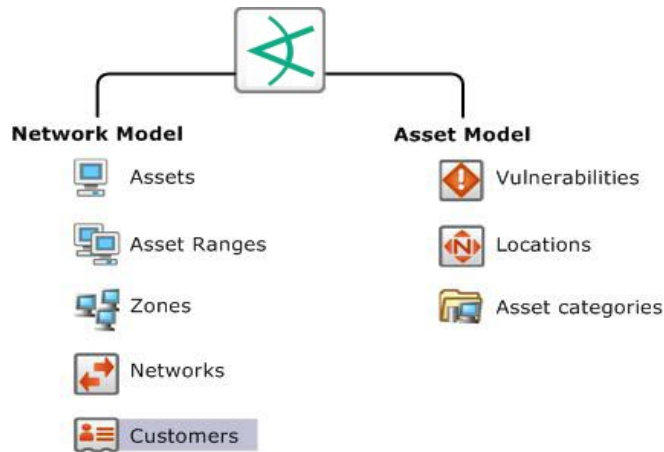 Network Model
Assets
Asset Ranges
Zones
Networks
Customers
Asset Model
Vulnerabilities
N
Locations
Asset categories